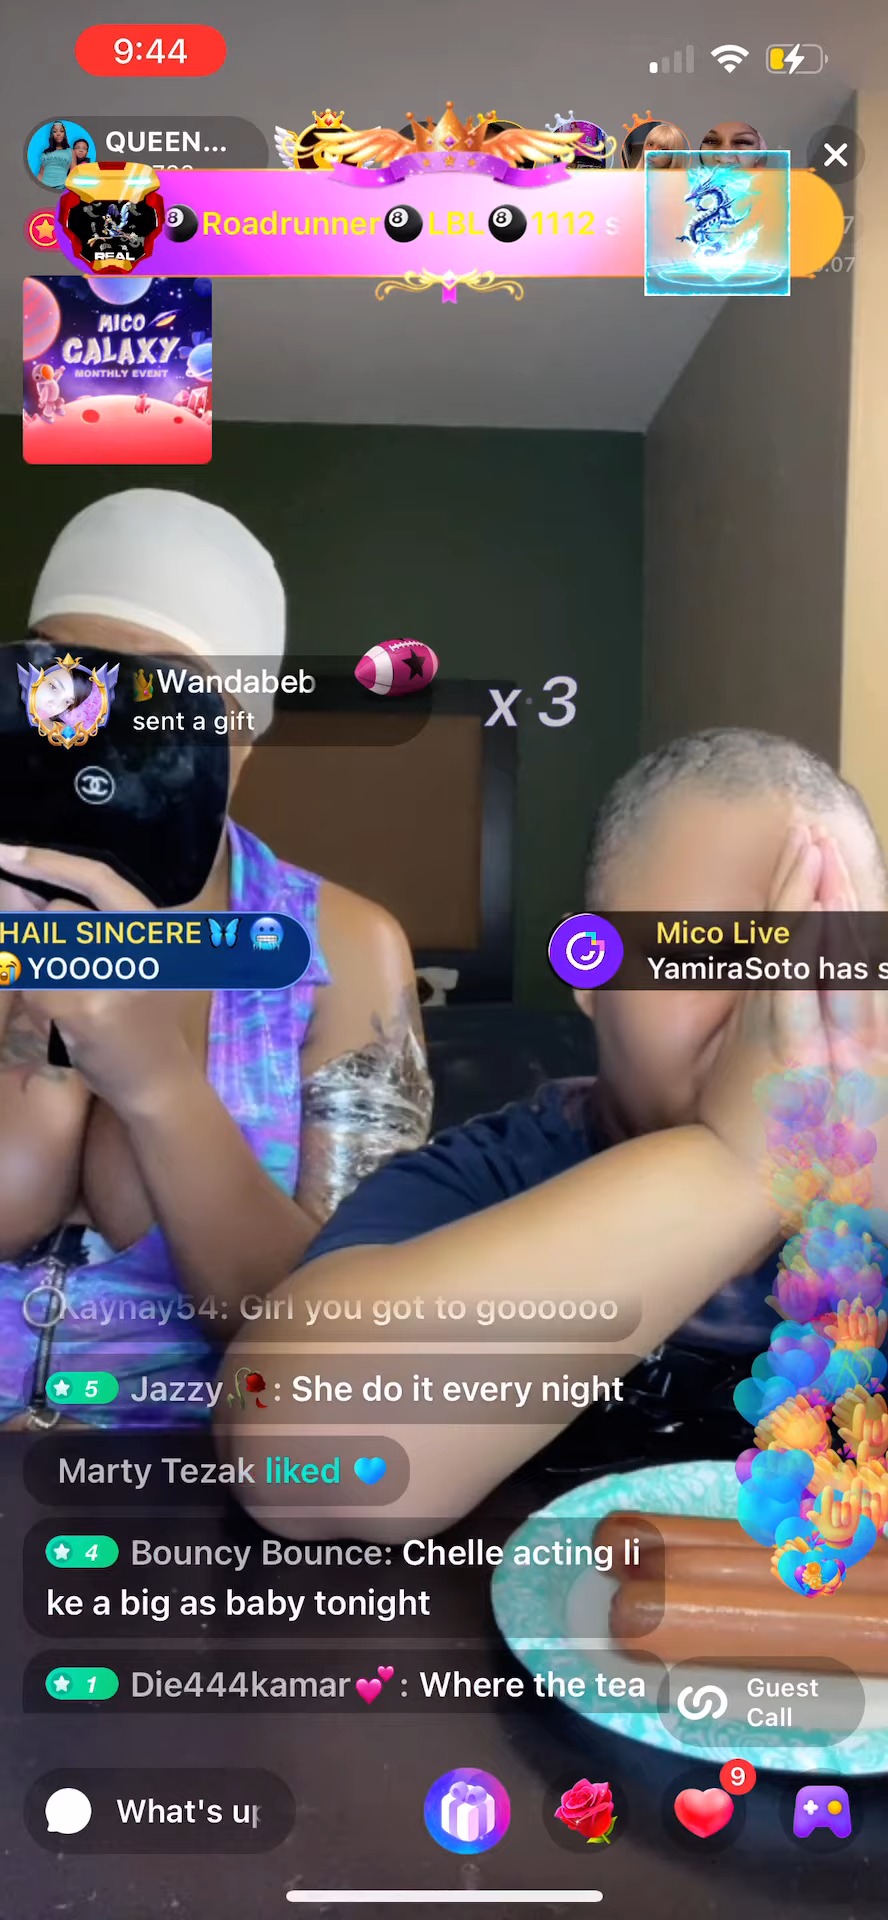 9:44
QUEEN...
Roadrunner LBL 1112 s
REAL
MICO
GALAXY
MONTHLY EVENT
Wandabeb
sent a gift
x 3
HAIL SINCERE
YOOOOO
Mico Live
YamiraSoto has s
Kaynay54: Girl you got to goooooo
5 Jazzy : She do it every night
Marty Tezak liked
4 Bouncy Bounce: Chelle acting li
ke a big as baby tonight
1 Die444kamar : Where the tea
Guest
Call
What's up
9